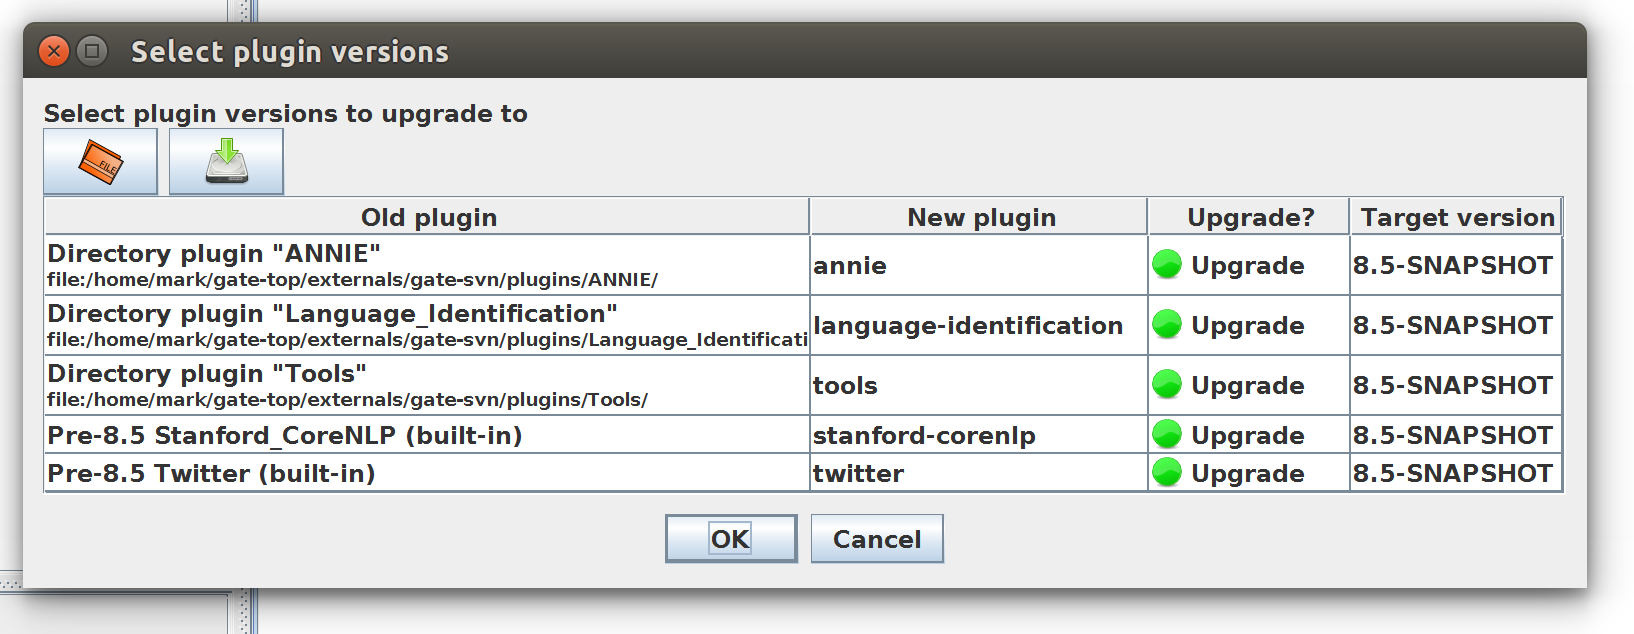 Select plugin versions
Select plugin versions to upgrade to
FILE
Old plugin New plugin Upgrade? Target version
Directory plugin "ANNIE"
file:/home/mark/gate-top/externals/gate-svn/plugins/ANNIE/
annie Upgrade 8.5-SNAPSHOT
Directory plugin "Language_Identification"
file:/home/mark/gate-top/externals/gate-svn/plugins/Language_Identificati
language-identification Upgrade 8.5-SNAPSHOT
Directory plugin "Tools"
file:/home/mark/gate-top/externals/gate-svn/plugins/Tools/
tools Upgrade 8.5-SNAPSHOT
Pre-8.5 Stanford_CoreNLP (built-in) stanford-corenlp Upgrade 8.5-SNAPSHOT
Pre-8.5 Twitter (built-in) twitter Upgrade 8.5-SNAPSHOT
OK Cancel